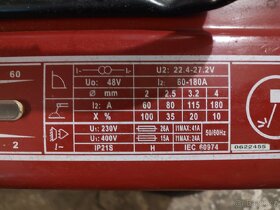 60
2
U2: 22.4-27.2V
U0: 48V
I2: 60-180A
Ø mm
2
2.5
3.2
4
I2: A
60
80
115
180
X %
100
35
20
10
U1: 230V
26A
I1MAX: 41A
50/60Hz
U1: 400V
15A
I1MAX: 24A
IP21S
H
IEC 60974
0622455